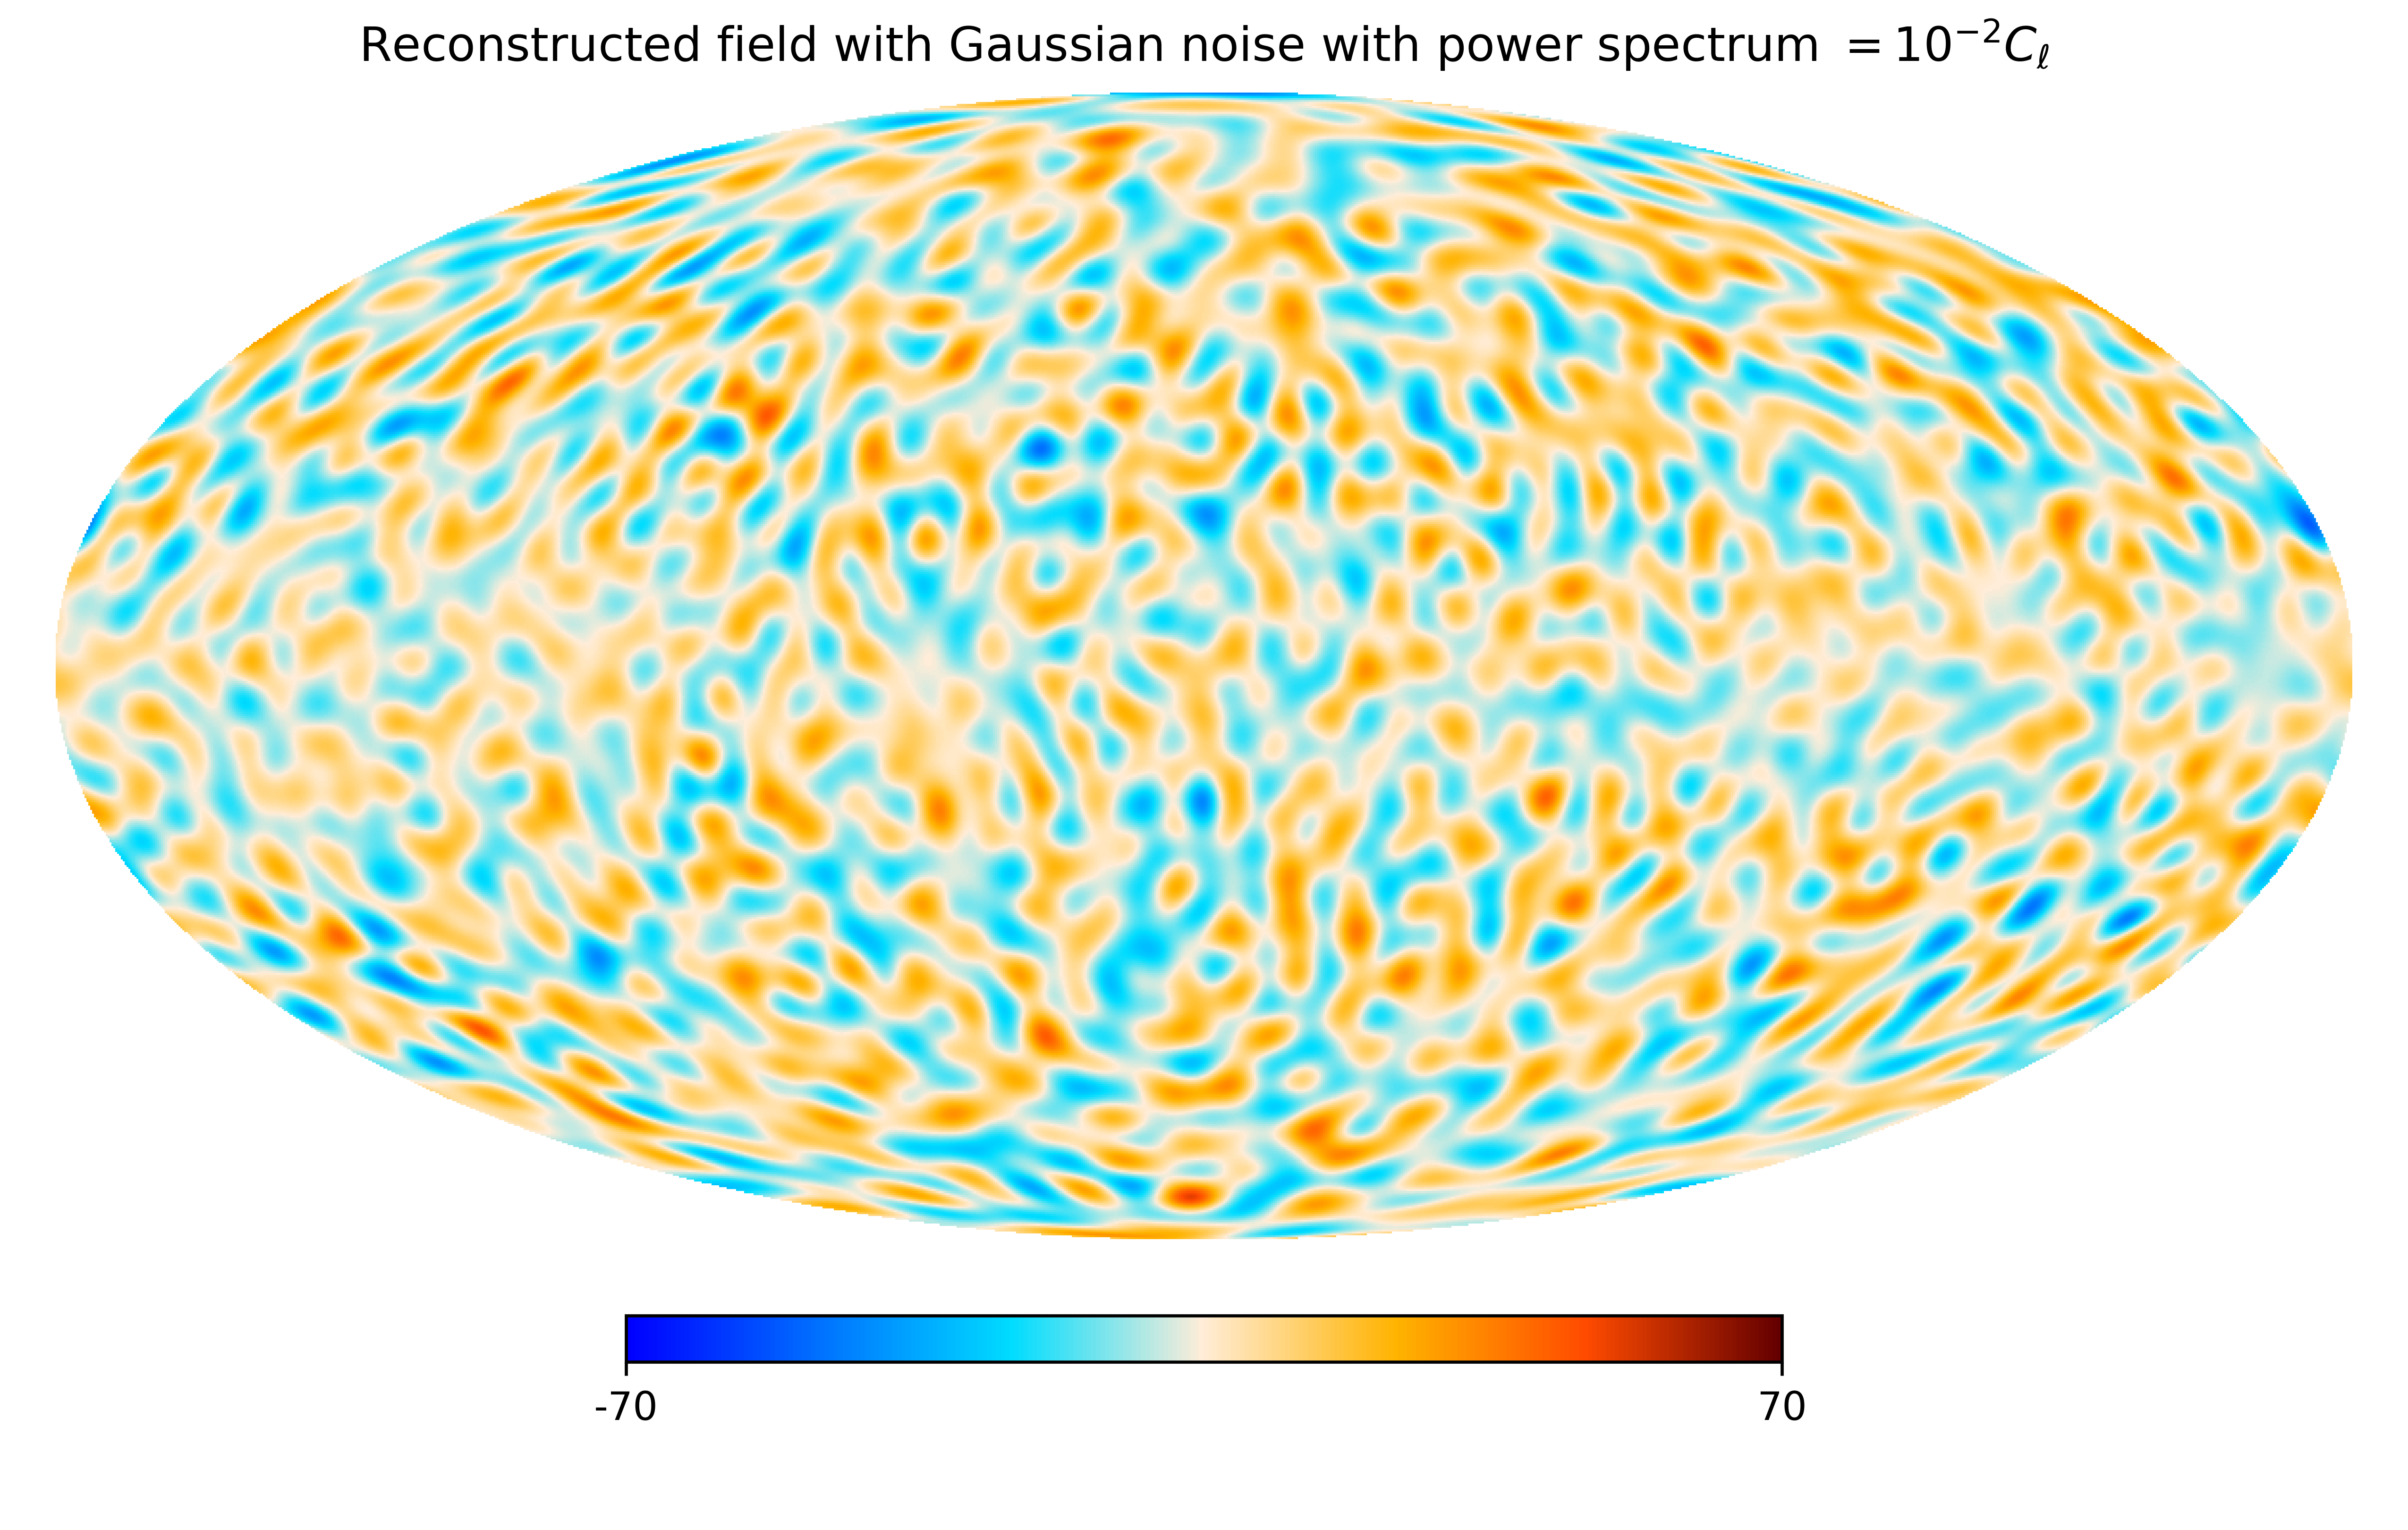 Reconstructed field with Gaussian noise with power spectrum $= 10^{-2}C_\ell$
-70 70